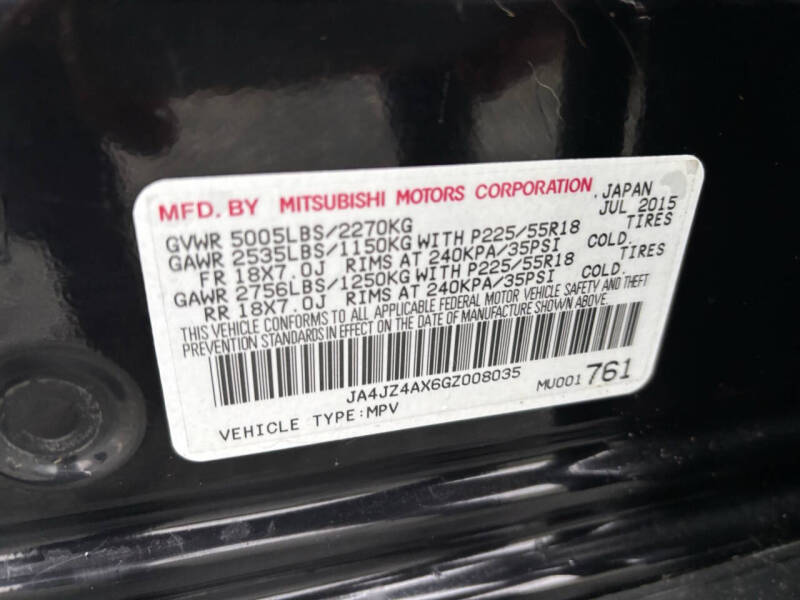 MFD. BY MITSUBISHI MOTORS CORPORATION, JAPAN
JUL 2015
GVWR 5005LBS/2270KG
GAWR 2535LBS/1150KG WITH P225/55R18 TIRES
FR 18X7.0J RIMS AT 240KPA/35PSI COLD.
GAWR 2756LBS/1250KG WITH P225/55R18 TIRES
RR 18X7.0J RIMS AT 240KPA/35PSI COLD.
THIS VEHICLE CONFORMS TO ALL APPLICABLE FEDERAL MOTOR VEHICLE SAFETY AND THEFT
PREVENTION STANDARDS IN EFFECT ON THE DATE OF MANUFACTURE SHOWN ABOVE.
JA4JZ4AX6GZ008035 MU001761
VEHICLE TYPE:MPV